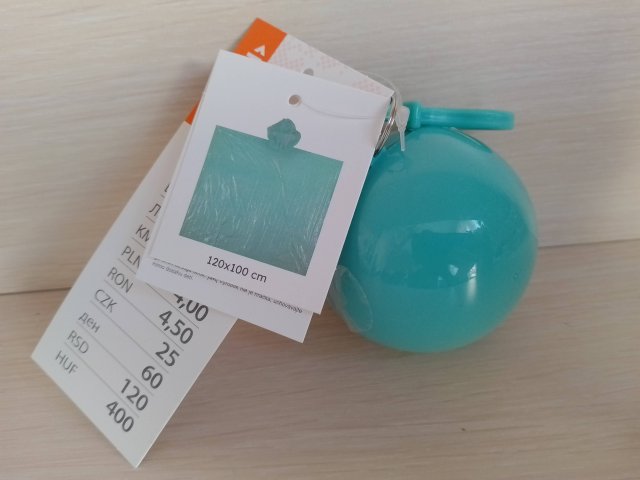 120x100 cm
KM
PLN 4,00
RON 4,50
CZK 25
ден 60
RSD 120
HUF 400